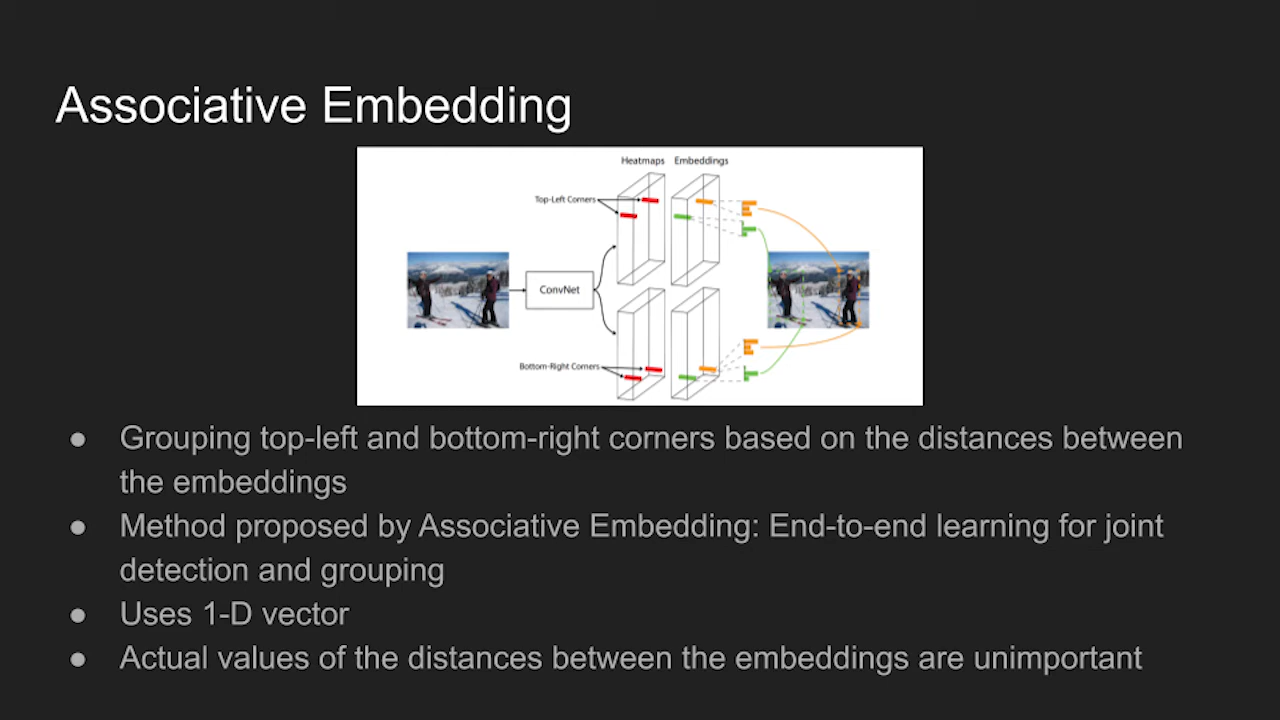 Associative Embedding
Heatmaps Embeddings
Top-Left Corners
ConvNet
Bottom-Right Corners
● Grouping top-left and bottom-right corners based on the distances between
the embeddings
● Method proposed by Associative Embedding: End-to-end learning for joint
detection and grouping
● Uses 1-D vector
● Actual values of the distances between the embeddings are unimportant